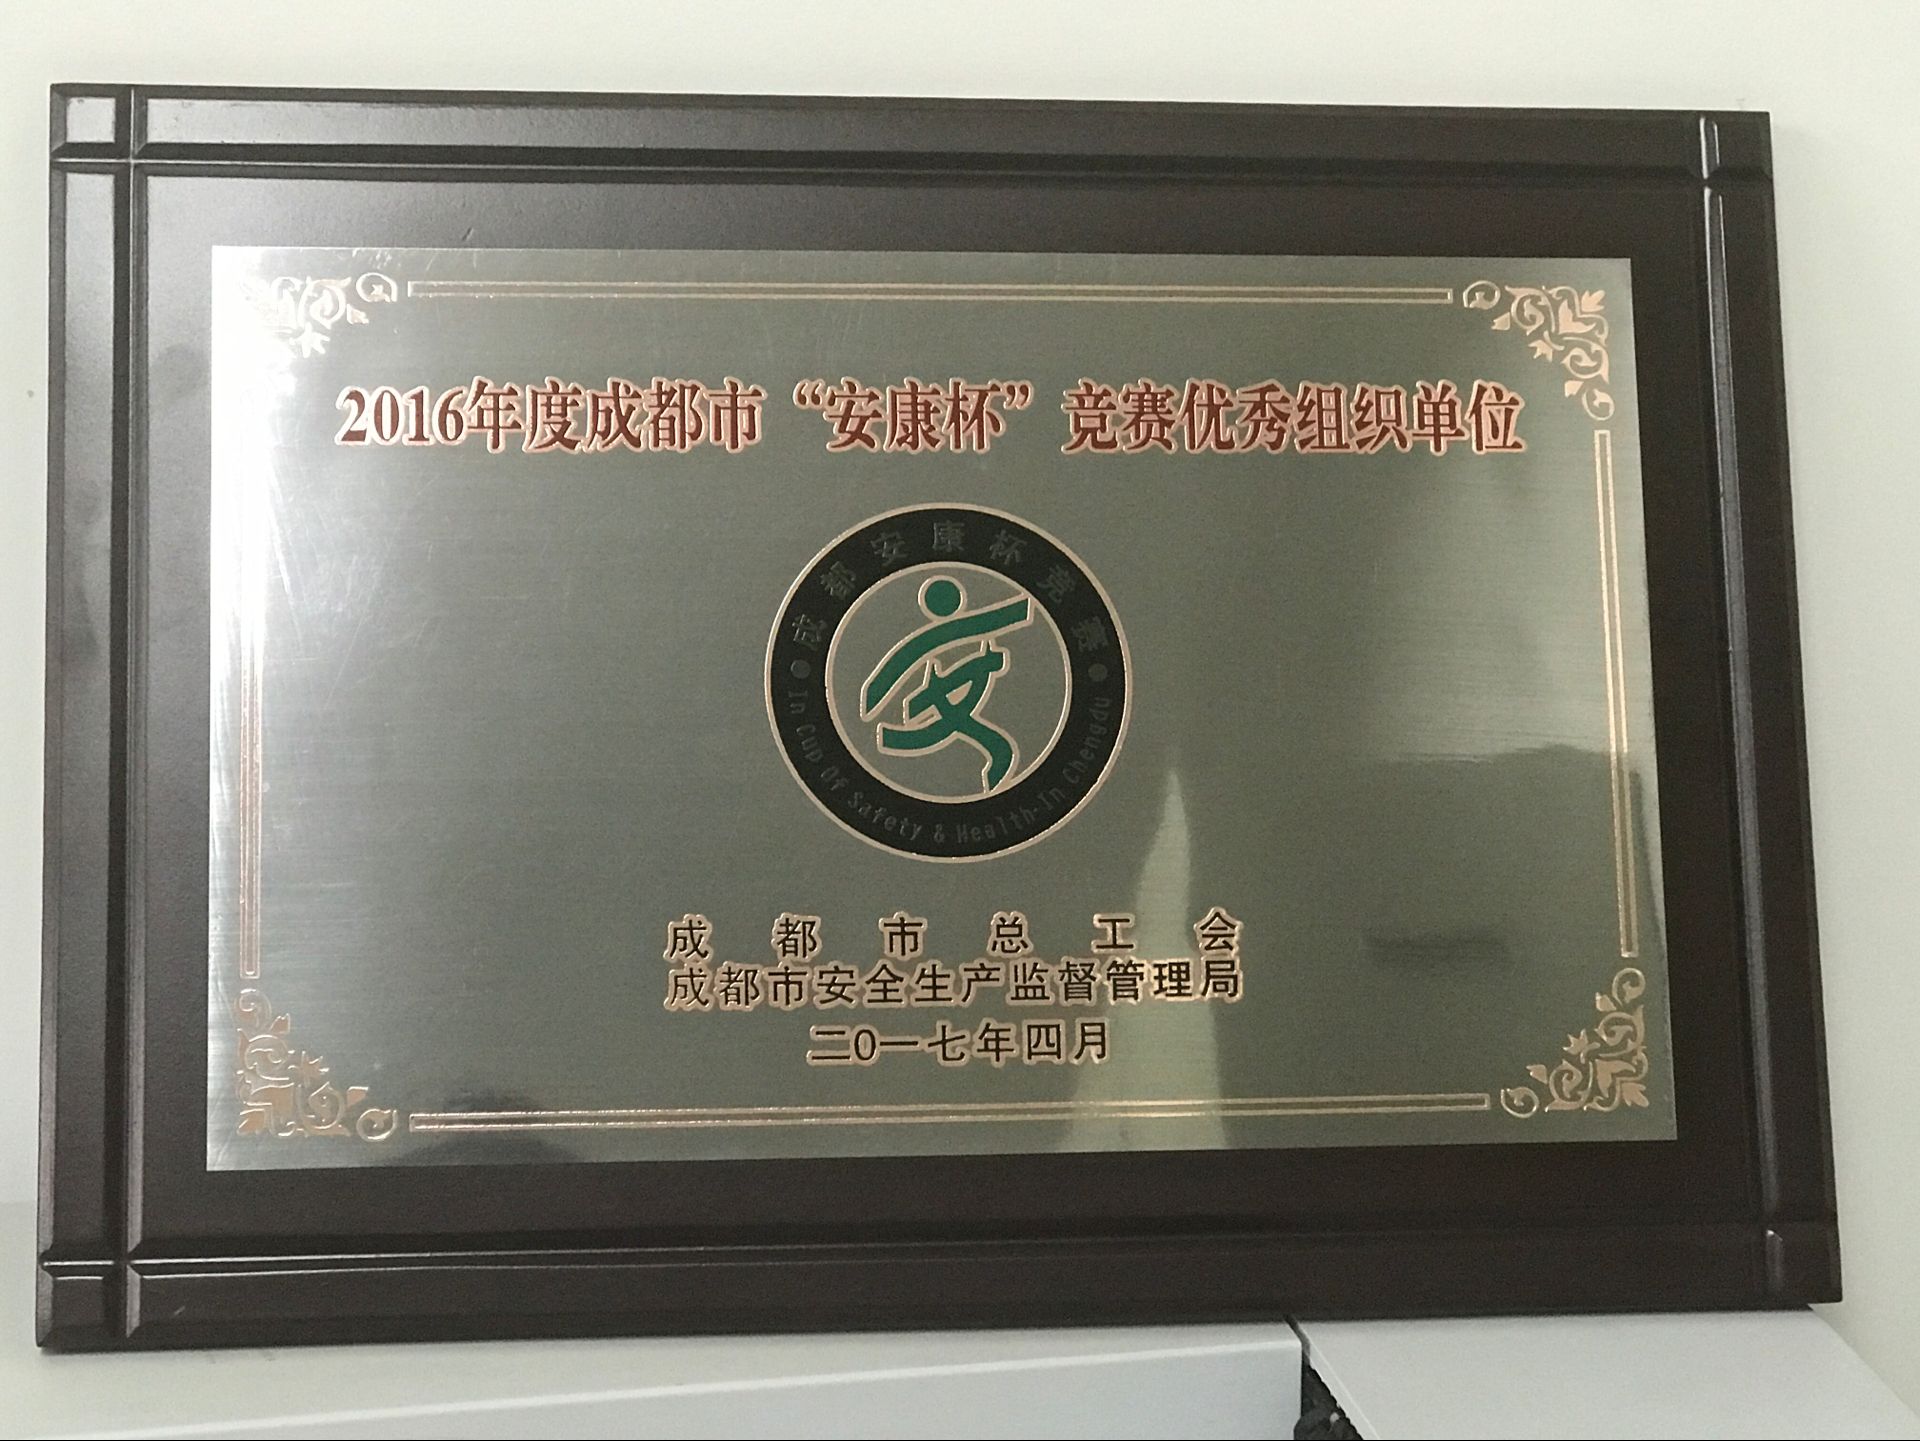 2016年度成都市“安康杯”竞赛优秀组织单位
成都安康杯竞赛
In Cup Of Safety & Health-In Chengdu
成都市总工会
成都市安全生产监督管理局
二0一七年四月